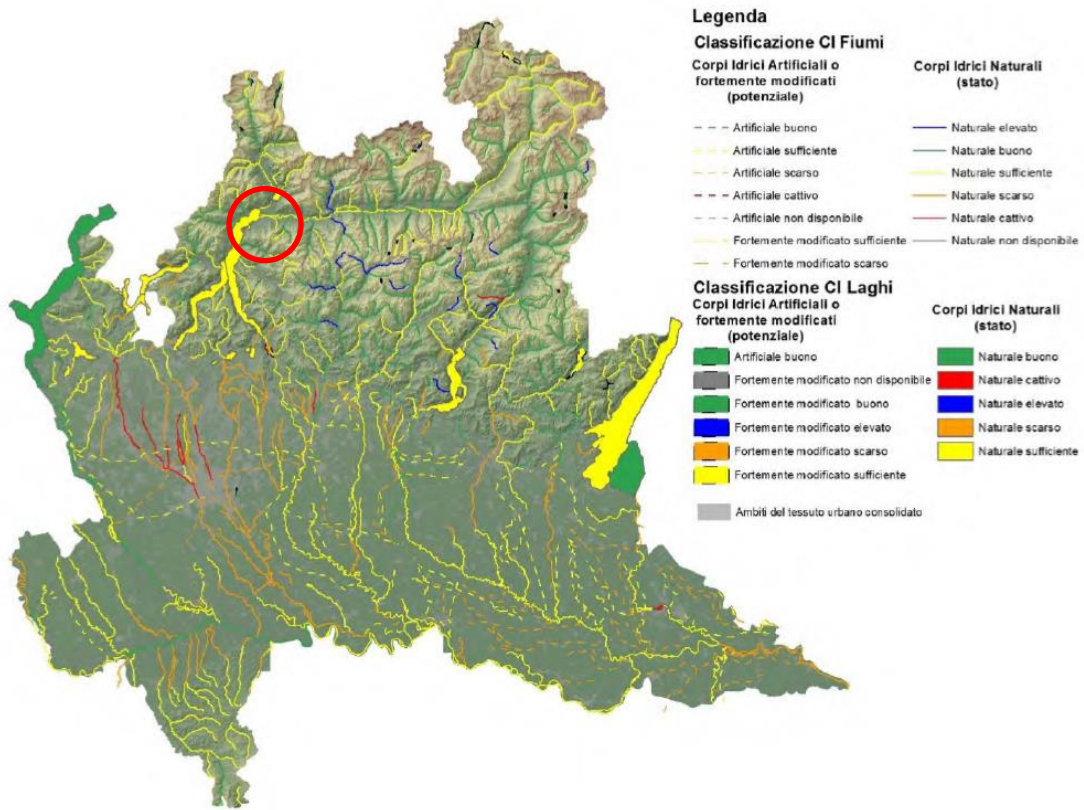 Legenda
Classificazione CI Fiumi
Corpi Idrici Artificiali o
fortemente modificati
(potenziale)
Artificiale buono
Artificiale sufficiente
Artificiale scarso
Artificiale cattivo
Artificiale non disponibile
Fortemente modificato sufficiente
Fortemente modificato scarso
Corpi Idrici Naturali
(stato)
Naturale elevato
Naturale buono
Naturale sufficiente
Naturale scarso
Naturale cattivo
Naturale non disponibile
Classificazione CI Laghi
Corpi Idrici Artificiali o
fortemente modificati
(potenziale)
Artificiale buono
Fortemente modificato non disponibile
Fortemente modificato buono
Fortemente modificato elevato
Fortemente modificato scarso
Fortemente modificato sufficiente
Ambiti del tessuto urbano consolidato
Corpi Idrici Naturali
(stato)
Naturale buono
Naturale cattivo
Naturale elevato
Naturale scarso
Naturale sufficiente